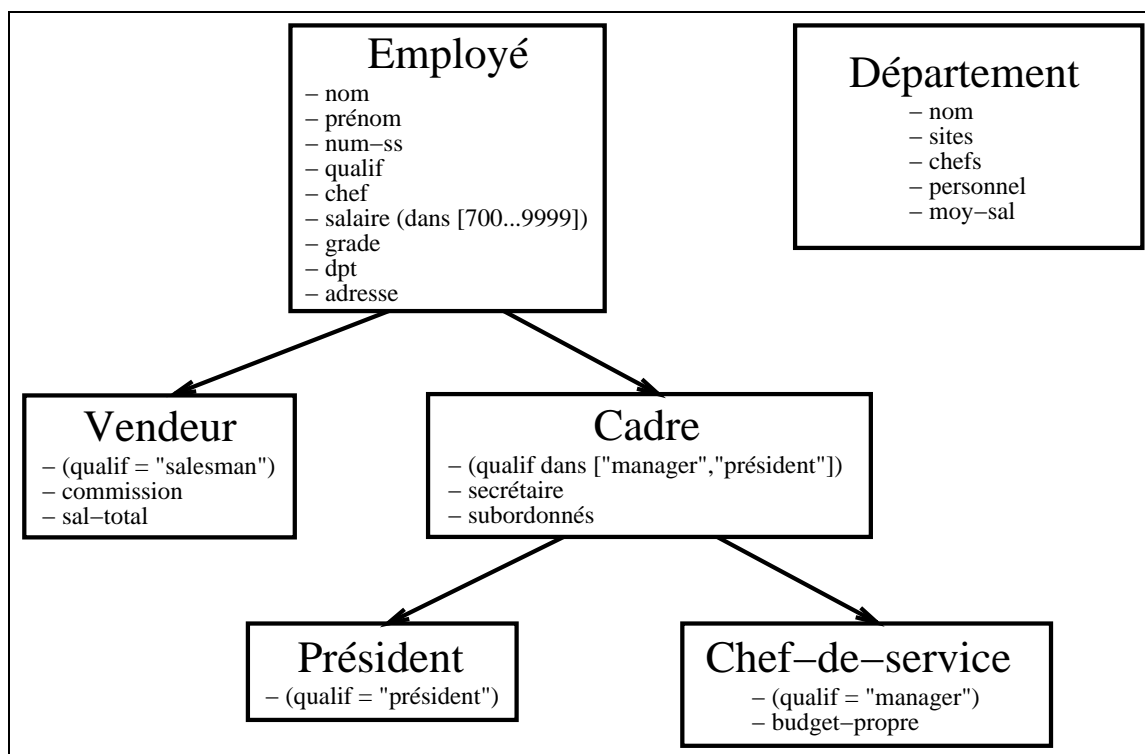 Employé
– nom
– prénom
– num–ss
– qualif
– chef
– salaire (dans [700...9999])
– grade
– dpt
– adresse
Département
– nom
– sites
– chefs
– personnel
– moy–sal
Vendeur
– (qualif = "salesman")
– commission
– sal–total
Cadre
– (qualif dans ["manager","président"])
– secrétaire
– subordonnés
Président
– (qualif = "président")
Chef–de–service
– (qualif = "manager")
– budget–propre